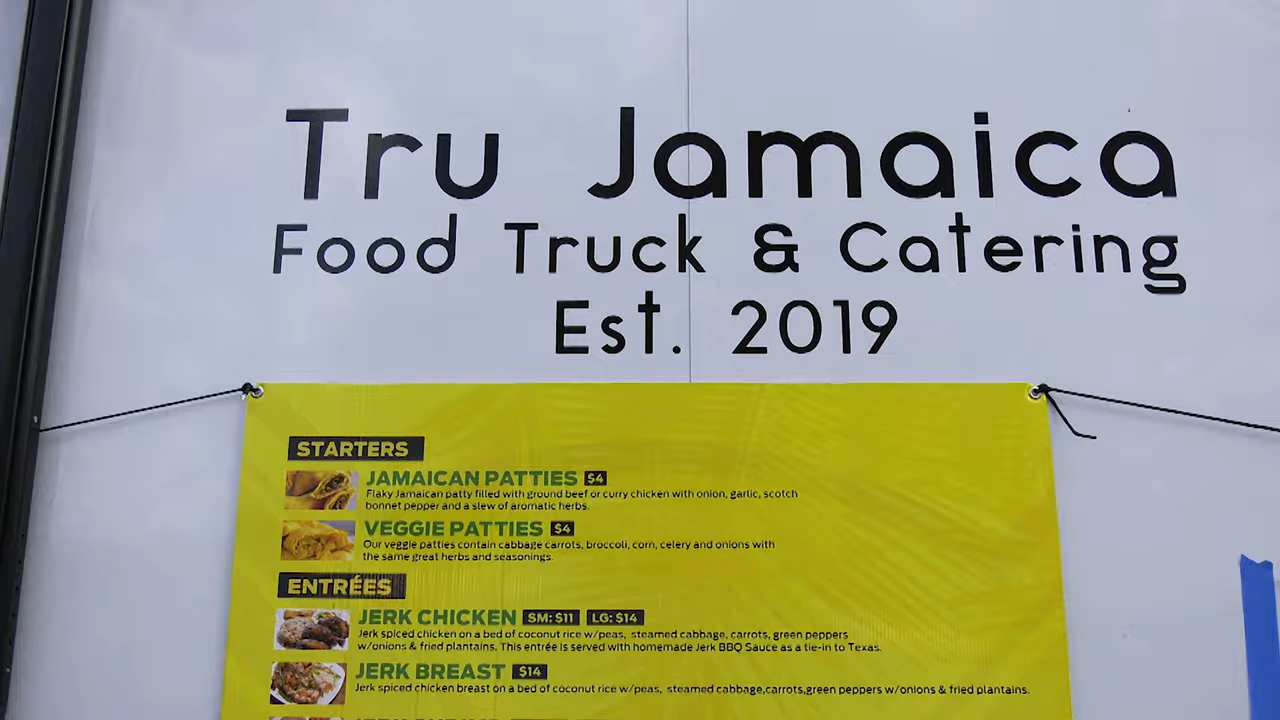 Tru Jamaica
Food Truck & Catering
Est. 2019
STARTERS
JAMAICAN PATTIES $4
Flaky Jamaican patty filled with ground beef or curry chicken with onion, garlic, scotch
bonnet pepper and a slew of aromatic herbs.
VEGGIE PATTIES $4
Our veggie patties contain cabbage carrots, broccoli, corn, celery and onions with
the same great herbs and seasonings.
ENTRÉES
JERK CHICKEN SM: $11 LG: $14
Jerk spiced chicken on a bed of coconut rice w/peas, steamed cabbage, carrots, green peppers
w/onions & fried plantains. This entrée is served with homemade Jerk BBQ Sauce as a tie-in to Texas.
JERK BREAST $14
Jerk spiced chicken breast on a bed of coconut rice w/peas, steamed cabbage,carrots,green peppers w/onions & fried plantains.